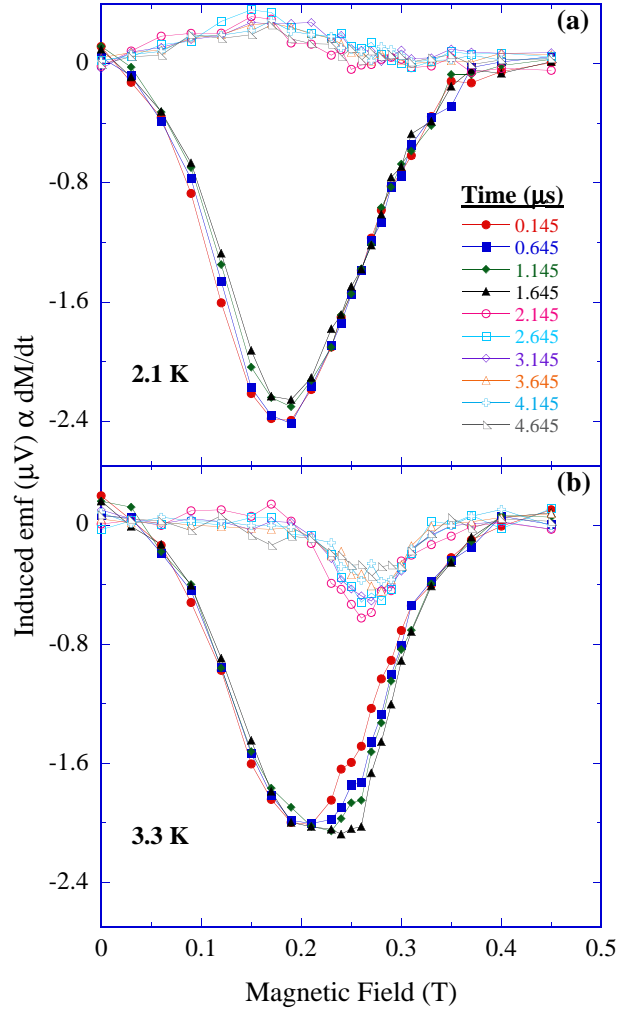 (a)
0
-0.8
-1.6
-2.4
Time (μs)
0.145
0.645
1.145
1.645
2.145
2.645
3.145
3.645
4.145
4.645
2.1 K
(b)
0
-0.8
-1.6
-2.4
3.3 K
0 0.1 0.2 0.3 0.4 0.5
Magnetic Field (T)
Induced emf (μV) α dM/dt